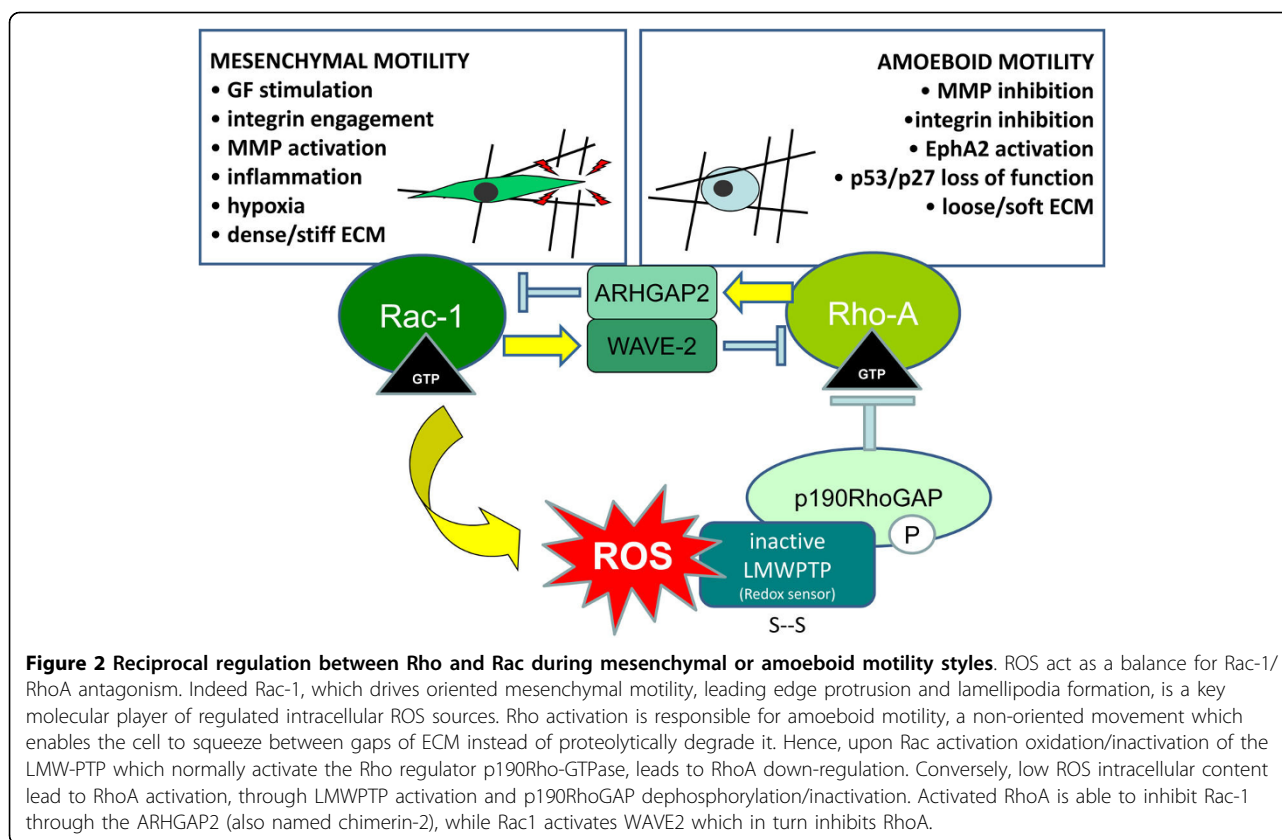 MESENCHYMAL MOTILITY
• GF stimulation
• integrin engagement
• MMP activation
• inflammation
• hypoxia
• dense/stiff ECM
AMOEBOID MOTILITY
• MMP inhibition
•integrin inhibition
• EphA2 activation
• p53/p27 loss of function
• loose/soft ECM
Rac-1
GTP
ARHGAP2
WAVE-2
Rho-A
GTP
p190RhoGAP
P
ROS
inactive
LMWPTP
(Redox sensor)
S--S
Figure 2 Reciprocal regulation between Rho and Rac during mesenchymal or amoeboid motility styles. ROS act as a balance for Rac-1/
RhoA antagonism. Indeed Rac-1, which drives oriented mesenchymal motility, leading edge protrusion and lamellipodia formation, is a key
molecular player of regulated intracellular ROS sources. Rho activation is responsible for amoeboid motility, a non-oriented movement which
enables the cell to squeeze between gaps of ECM instead of proteolytically degrade it. Hence, upon Rac activation oxidation/inactivation of the
LMW-PTP which normally activate the Rho regulator p190Rho-GTPase, leads to RhoA down-regulation. Conversely, low ROS intracellular content
lead to RhoA activation, through LMWPTP activation and p190RhoGAP dephosphorylation/inactivation. Activated RhoA is able to inhibit Rac-1
through the ARHGAP2 (also named chimerin-2), while Rac1 activates WAVE2 which in turn inhibits RhoA.